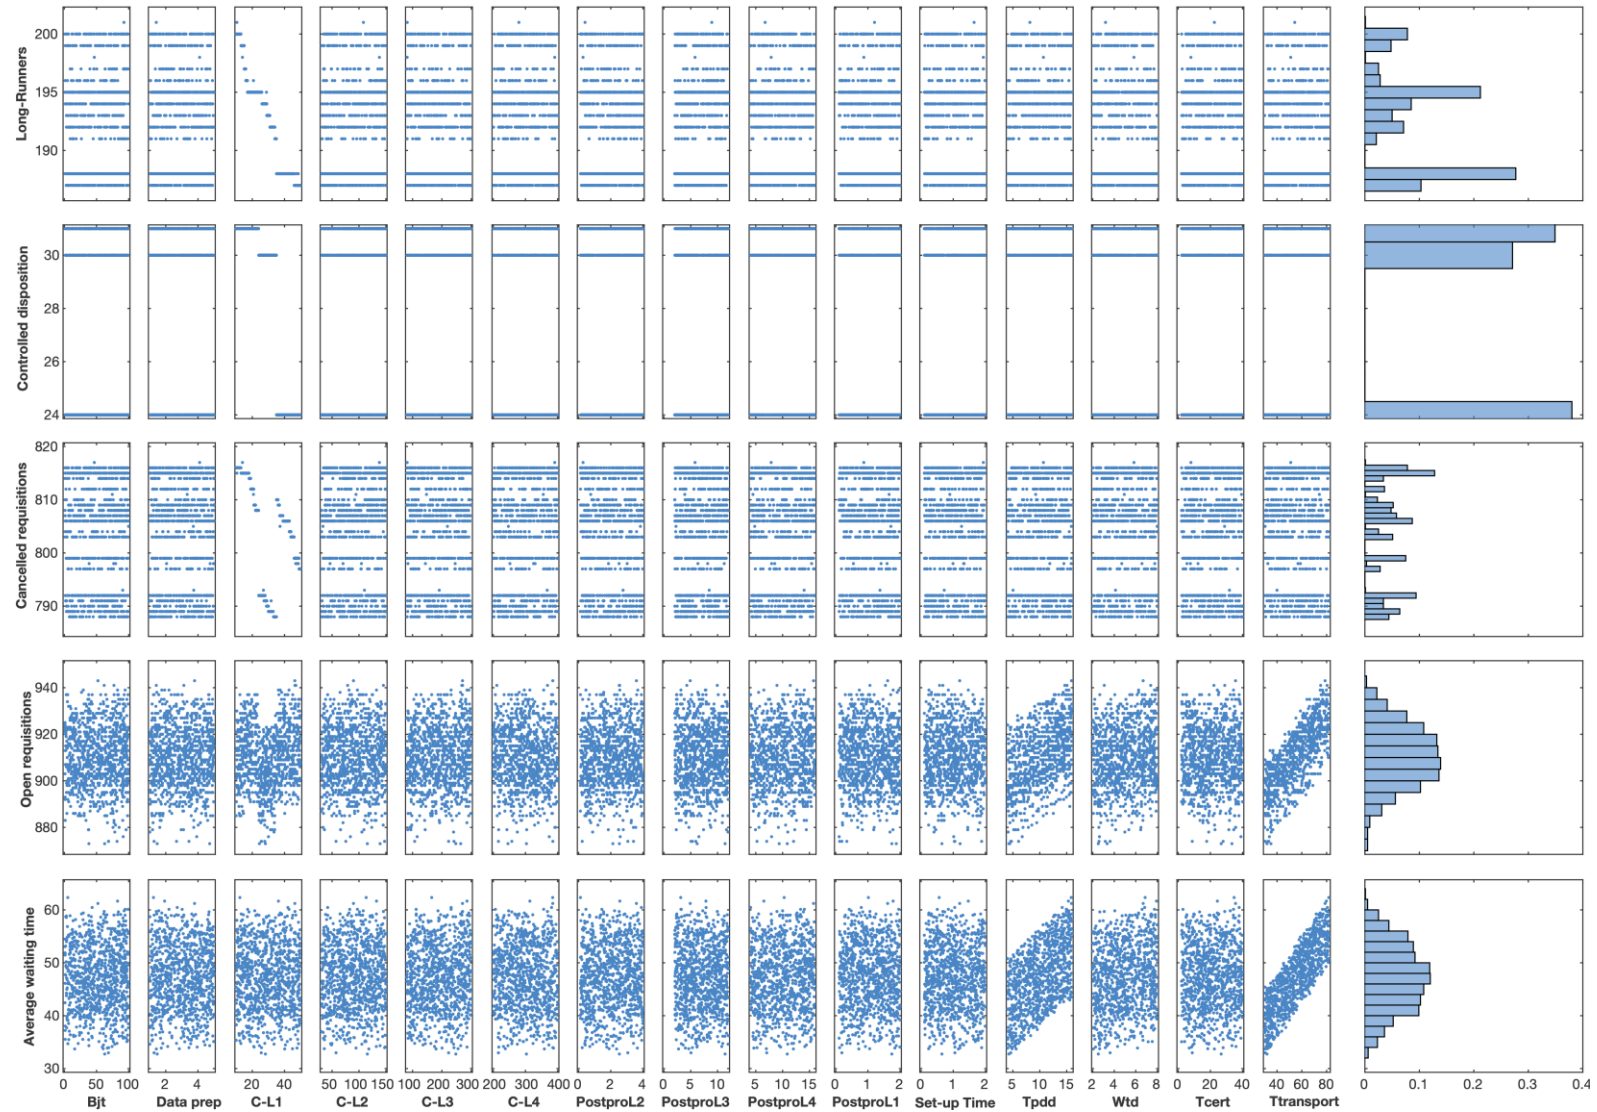 Long-Runners
200
195
190
Controlled disposition
30
28
26
24
Cancelled requisitions
820
810
800
790
Open requisitions
940
920
900
880
Average waiting time
60
50
40
30
0 50 100 2 4 20 40 50 100 150 100 200 300 200 300 400 0 2 4 0 5 10 5 10 15 0 1 2 0 1 2 5 10 15 2 4 6 8 0 20 40 40 60 80 0 0.1 0.2 0.3 0.4
Bjt Data prep C-L1 C-L2 C-L3 C-L4 PostproL2 PostproL3 PostproL4 PostproL1 Set-up Time Tpdd Wtd Tcert Ttransport